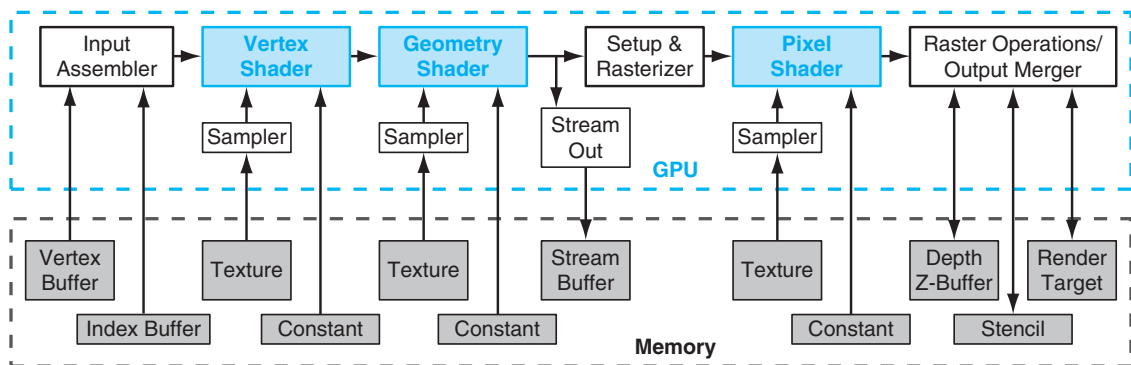 Input
Assembler
Vertex
Shader
Geometry
Shader
Setup &
Rasterizer
Pixel
Shader
Raster Operations/
Output Merger
Sampler
Sampler
Stream
Out
Sampler
GPU
Vertex
Buffer
Texture
Texture
Stream
Buffer
Texture
Depth
Z-Buffer
Render
Target
Index Buffer
Constant
Constant
Constant
Stencil
Memory